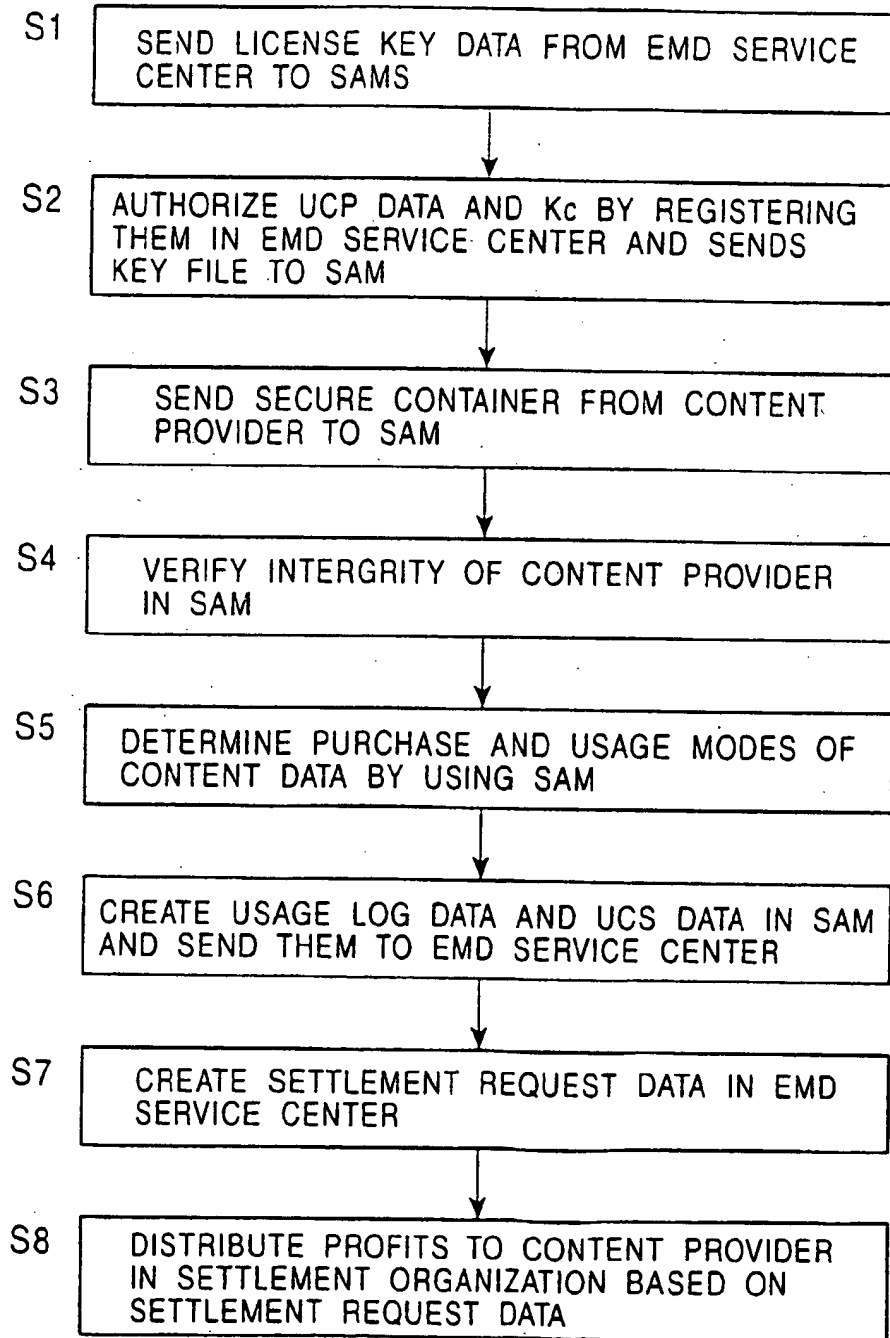 S1
SEND LICENSE KEY DATA FROM EMD SERVICE
CENTER TO SAMS
S2
AUTHORIZE UCP DATA AND Kc BY REGISTERING
THEM IN EMD SERVICE CENTER AND SENDS
KEY FILE TO SAM
S3
SEND SECURE CONTAINER FROM CONTENT
PROVIDER TO SAM
S4
VERIFY INTERGRITY OF CONTENT PROVIDER
IN SAM
S5
DETERMINE PURCHASE AND USAGE MODES OF
CONTENT DATA BY USING SAM
S6
CREATE USAGE LOG DATA AND UCS DATA IN SAM
AND SEND THEM TO EMD SERVICE CENTER
S7
CREATE SETTLEMENT REQUEST DATA IN EMD
SERVICE CENTER
S8
DISTRIBUTE PROFITS TO CONTENT PROVIDER
IN SETTLEMENT ORGANIZATION BASED ON
SETTLEMENT REQUEST DATA